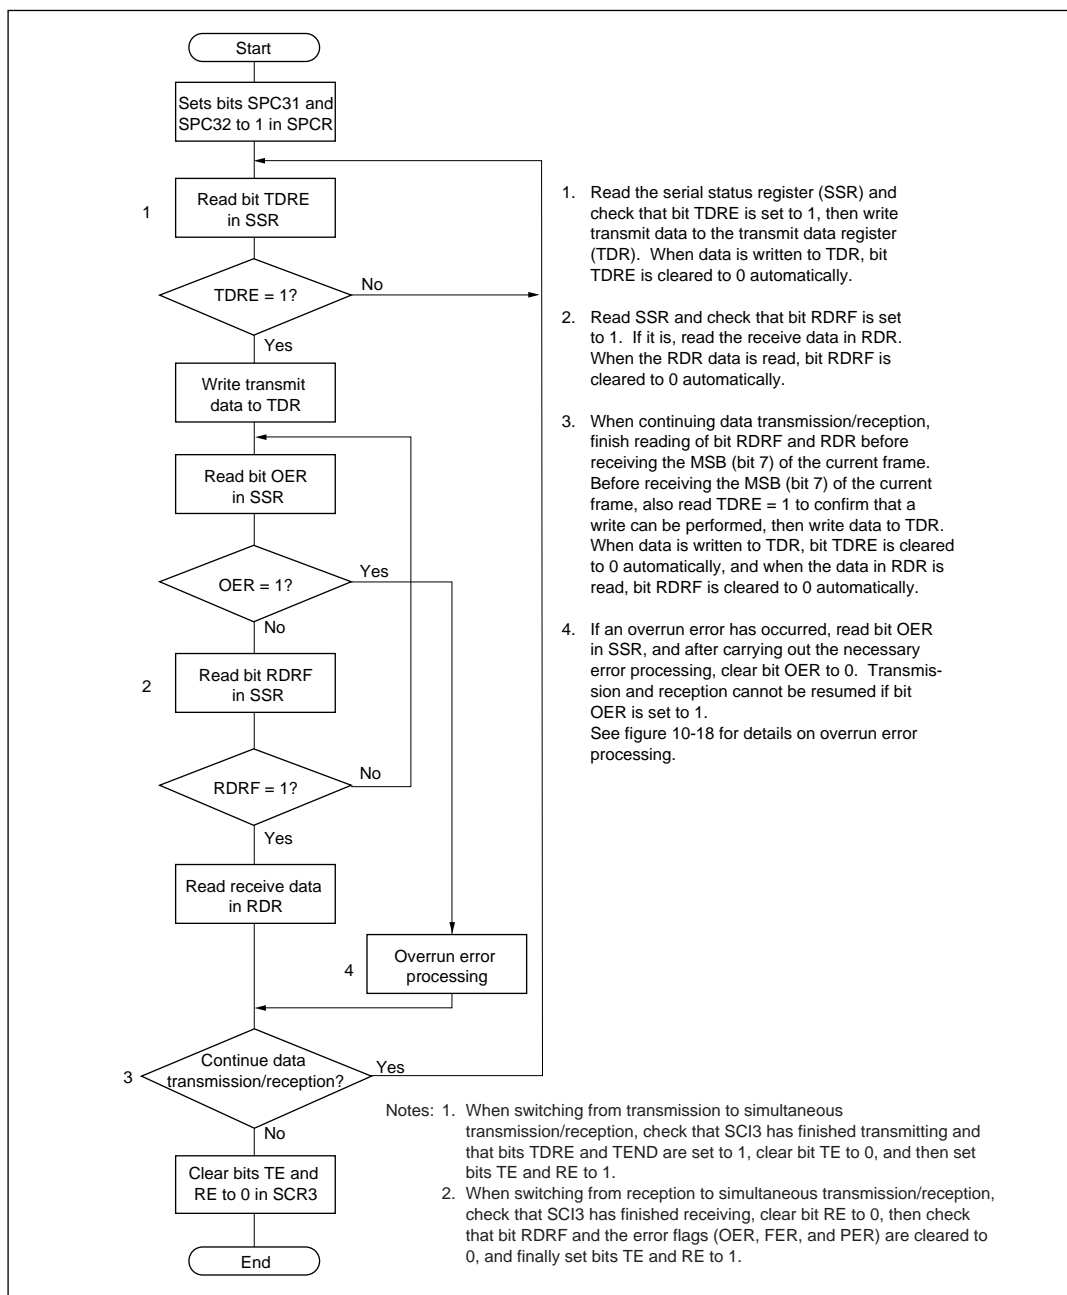 Start
Sets bits SPC31 and
SPC32 to 1 in SPCR
1
Read bit TDRE
in SSR
TDRE = 1?
No
Yes
Write transmit
data to TDR
Read bit OER
in SSR
OER = 1?
Yes
No
2
Read bit RDRF
in SSR
RDRF = 1?
No
Yes
Read receive data
in RDR
4
Overrun error
processing
3
Continue data
transmission/reception?
Yes
No
Clear bits TE and
RE to 0 in SCR3
End
1. Read the serial status register (SSR) and
check that bit TDRE is set to 1, then write
transmit data to the transmit data register
(TDR). When data is written to TDR, bit
TDRE is cleared to 0 automatically.
2. Read SSR and check that bit RDRF is set
to 1. If it is, read the receive data in RDR.
When the RDR data is read, bit RDRF is
cleared to 0 automatically.
3. When continuing data transmission/reception,
finish reading of bit RDRF and RDR before
receiving the MSB (bit 7) of the current frame.
Before receiving the MSB (bit 7) of the current
frame, also read TDRE = 1 to confirm that a
write can be performed, then write data to TDR.
When data is written to TDR, bit TDRE is cleared
to 0 automatically, and when the data in RDR is
read, bit RDRF is cleared to 0 automatically.
4. If an overrun error has occurred, read bit OER
in SSR, and after carrying out the necessary
error processing, clear bit OER to 0. Transmis-
sion and reception cannot be resumed if bit
OER is set to 1.
See figure 10-18 for details on overrun error
processing.
Notes: 1. When switching from transmission to simultaneous
transmission/reception, check that SCI3 has finished transmitting and
that bits TDRE and TEND are set to 1, clear bit TE to 0, and then set
bits TE and RE to 1.
2. When switching from reception to simultaneous transmission/reception,
check that SCI3 has finished receiving, clear bit RE to 0, then check
that bit RDRF and the error flags (OER, FER, and PER) are cleared to
0, and finally set bits TE and RE to 1.